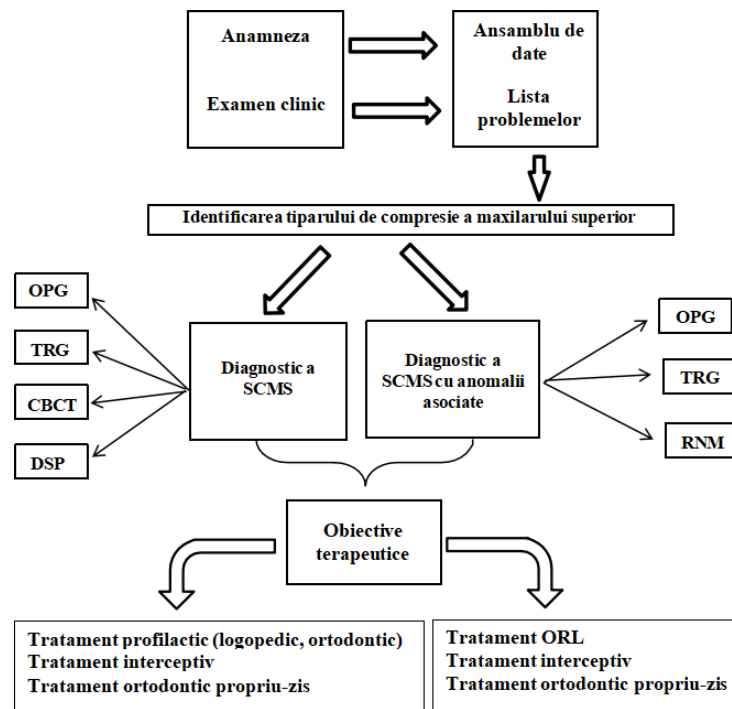 Anamneza
Examen clinic
Ansamblu de
date
Lista
problemelor
Identificarea tiparului de compresie a maxilarului superior
OPG
TRG
CBCT
DSP
Diagnostic a
SCMS
Diagnostic a
SCMS cu anomalii
asociate
OPG
TRG
RNM
Obiective
terapeutice
Tratament profilactic (logopedic, ortodontic)
Tratament interceptiv
Tratament ortodontic propriu-zis
Tratament ORL
Tratament interceptiv
Tratament ortodontic propriu-zis